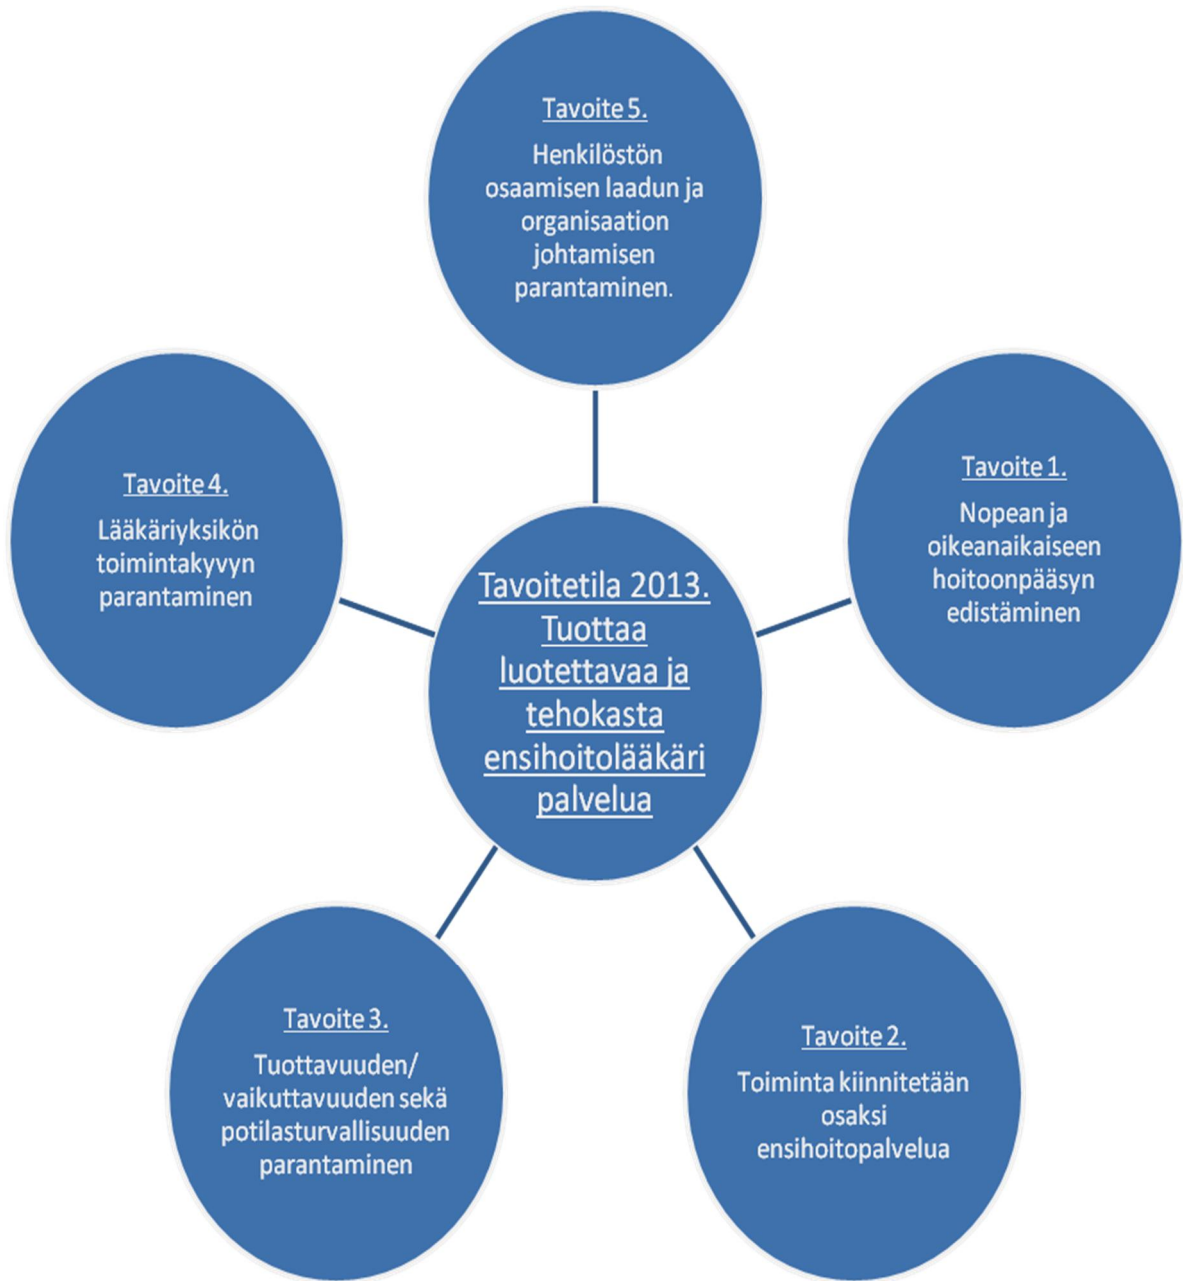 Tavoite 5.
Henkilöstön
osaamisen laadun ja
organisaation
johtamisen
parantaminen.
Tavoite 4.
Lääkäriyksikön
toimintakyvyn
parantaminen
Tavoite 1.
Nopean ja
oikeanaikaiseen
hoitoonpääsyn
edistäminen
Tavoitetila 2013.
Tuottaa
luotettavaa ja
tehokasta
ensihoitolääkäri
palvelua
Tavoite 3.
Tuottavuuden/
vaikuttavuuden sekä
potilasturvallisuuden
parantaminen
Tavoite 2.
Toiminta kiinnitetään
osaksi
ensihoitopalvelua